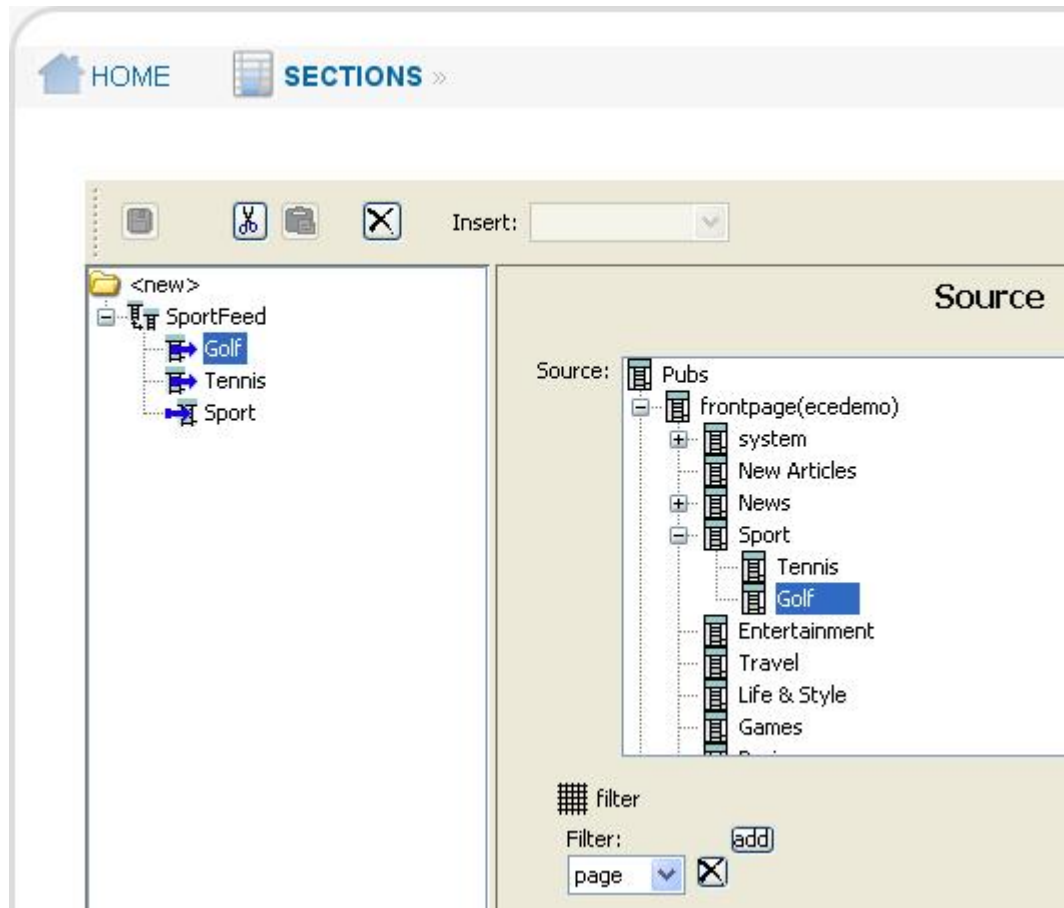 HOME SECTIONS »
Insert:
<new>
SportFeed
Golf
Tennis
Sport
Source
Source:
Pubs
frontpage(ecedemo)
system
New Articles
News
Sport
Tennis
Golf
Entertainment
Travel
Life & Style
Games
filter
Filter: add
page